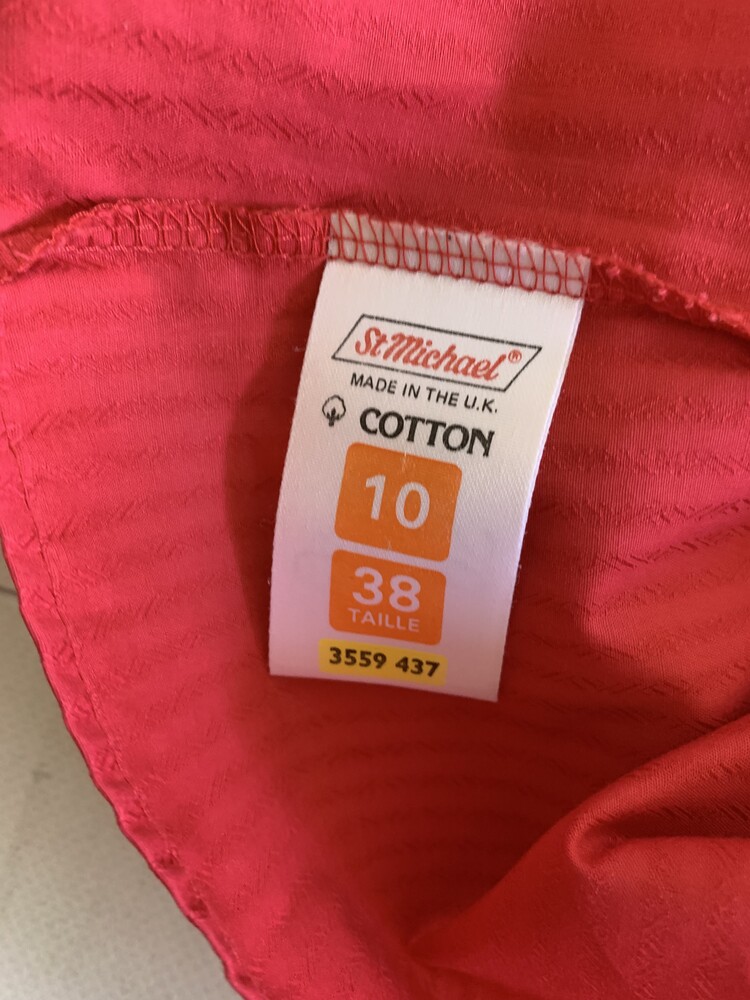 St Michael®
MADE IN THE U.K.
COTTON
10
38
TAILLE
3559 437